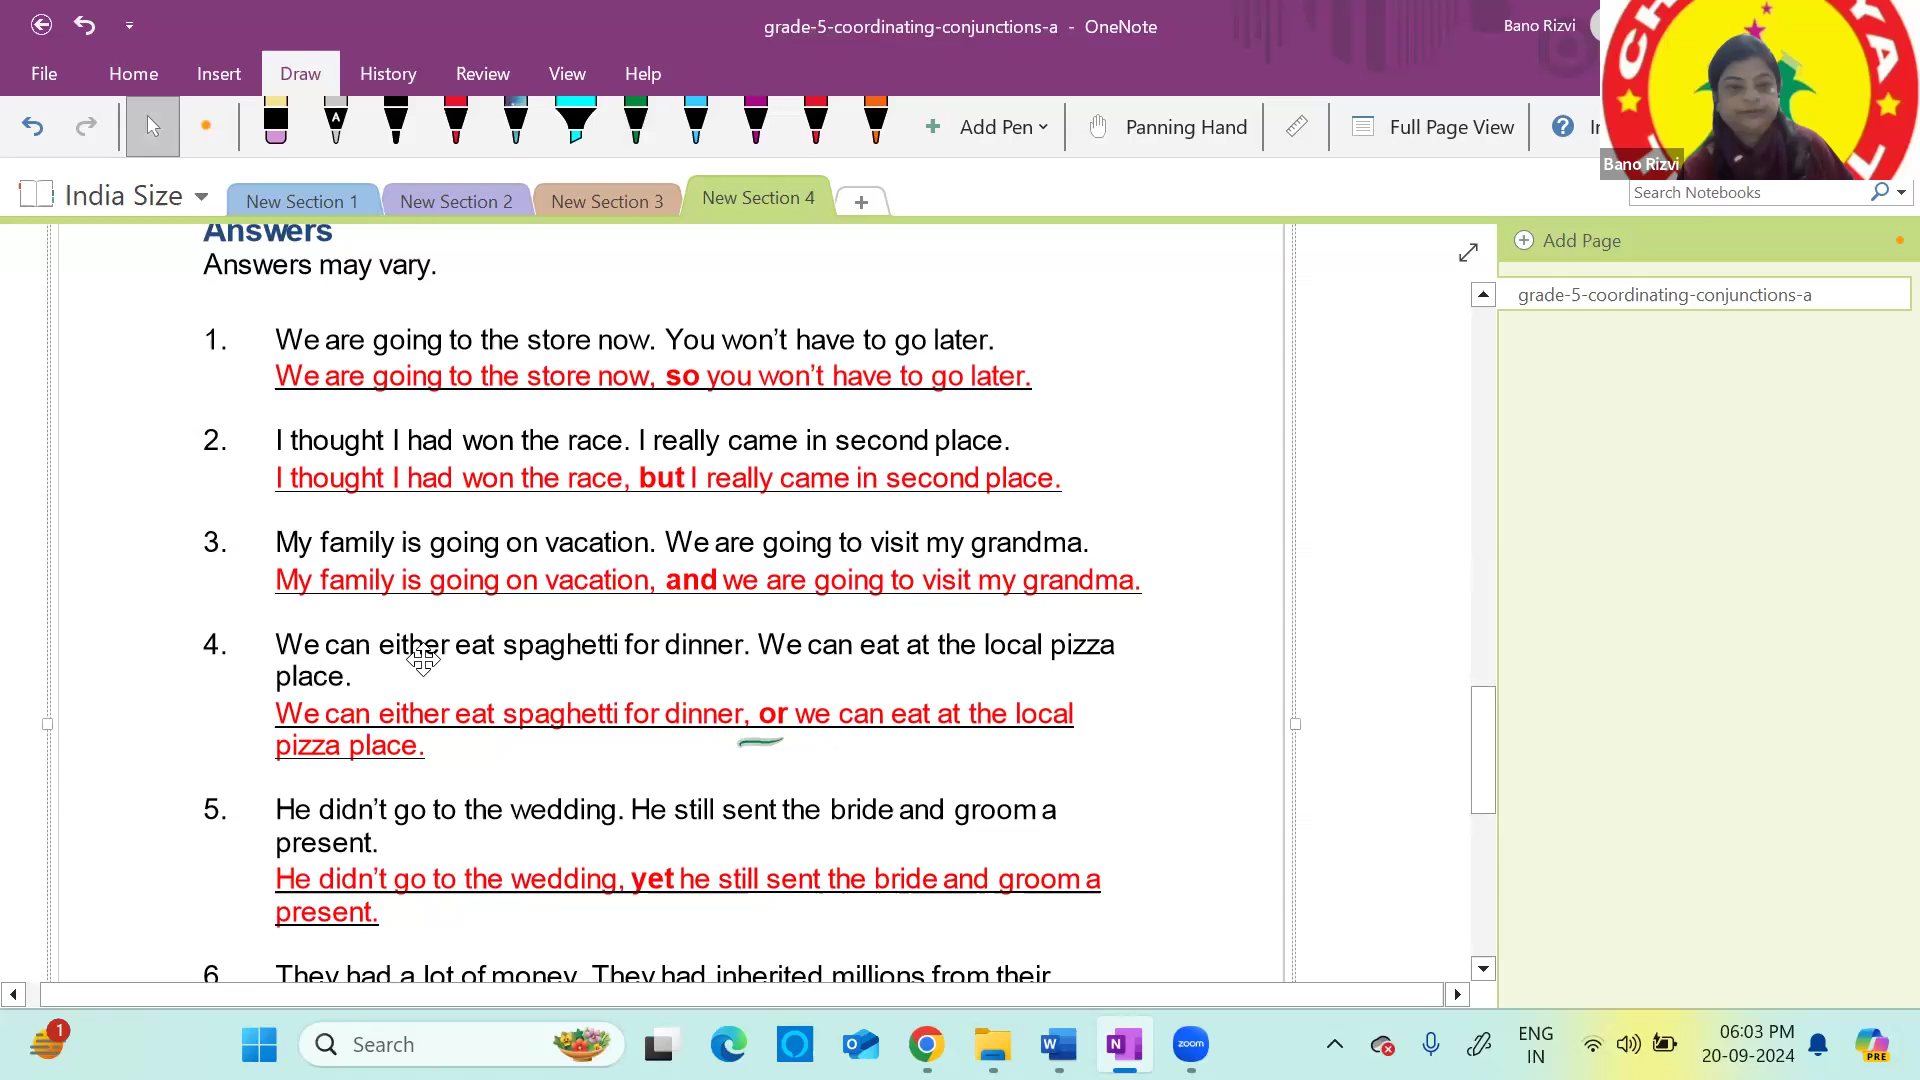 grade-5-coordinating-conjunctions-a - OneNote
Bano Rizvi
File Home Insert Draw History Review View Help
A
Add Pen
Panning Hand
Full Page View
Bano Rizvi
India Size
New Section 1
New Section 2
New Section 3
New Section 4
Search Notebooks
Add Page
grade-5-coordinating-conjunctions-a
Answers
Answers may vary.
1. We are going to the store now. You won't have to go later.
We are going to the store now, so you won't have to go later.
2. I thought I had won the race. I really came in second place.
I thought I had won the race, but I really came in second place.
3. My family is going on vacation. We are going to visit my grandma.
My family is going on vacation, and we are going to visit my grandma.
4. We can either eat spaghetti for dinner. We can eat at the local pizza
place.
We can either eat spaghetti for dinner, or we can eat at the local
pizza place.
5. He didn't go to the wedding. He still sent the bride and groom a
present.
He didn't go to the wedding, yet he still sent the bride and groom a
present.
6. They had a lot of money. They had inherited millions from their
1
Search
zoom
ENG
IN
06:03 PM
20-09-2024
PRE